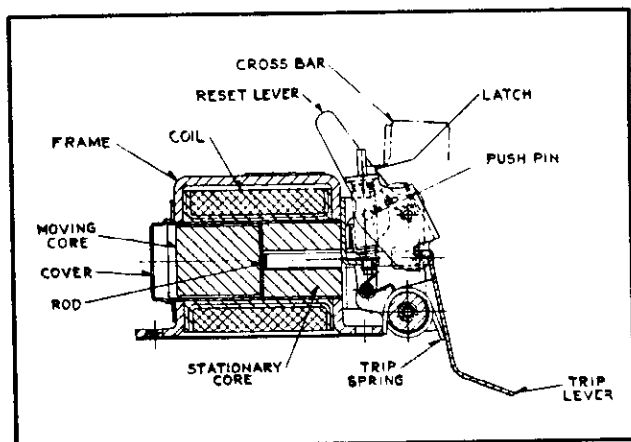 CROSS BAR
RESET LEVER
LATCH
COIL
FRAME
PUSH PIN
MOVING
CORE
COVER
ROD
STATIONARY
CORE
TRIP
SPRING
TRIP
LEVER